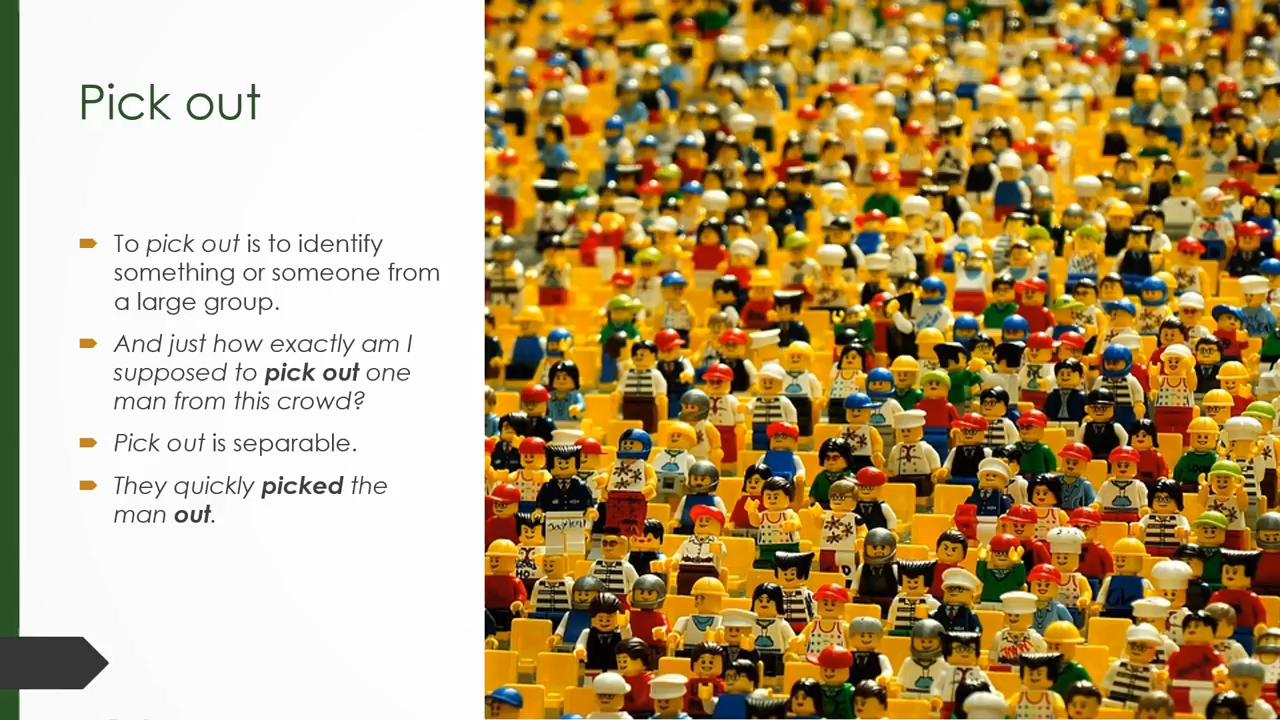 Pick out
To pick out is to identify
something or someone from
a large group.
And just how exactly am I
supposed to pick out one
man from this crowd?
Pick out is separable.
They quickly picked the
man out.